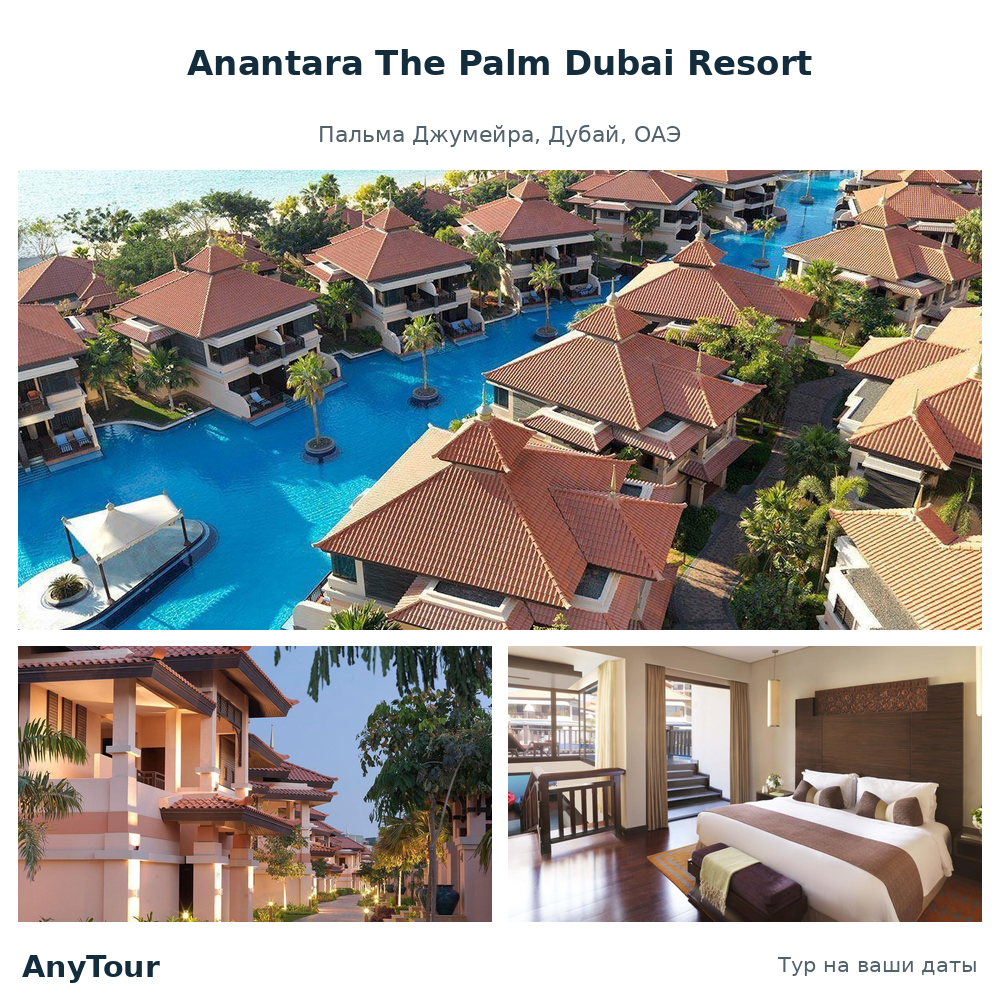 Anantara The Palm Dubai Resort
Пальма Джумейра, Дубай, ОАЭ
AnyTour
Тур на ваши даты